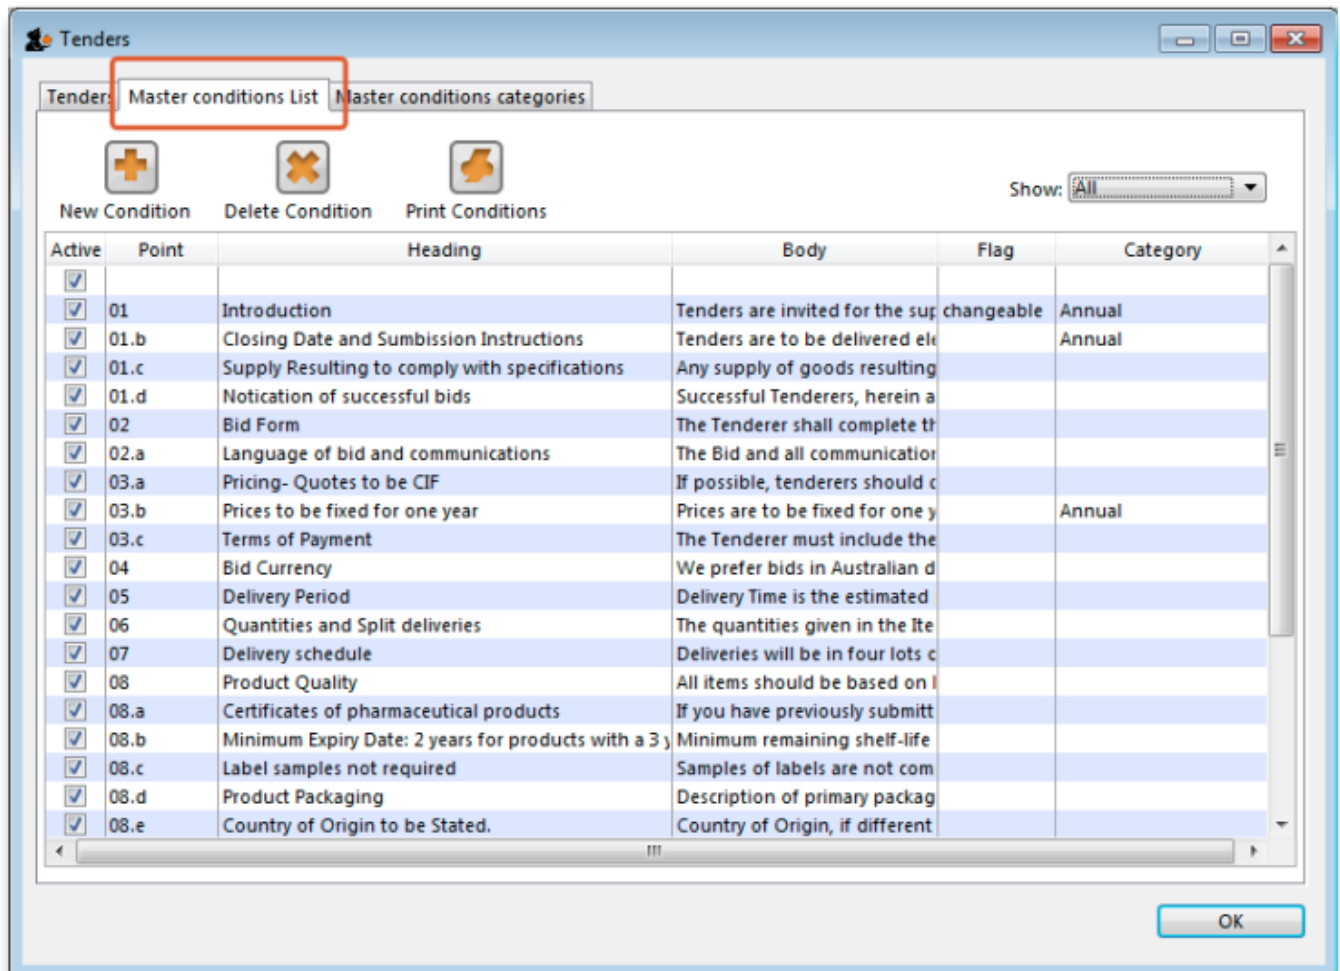 Tenders
Tenders Master conditions List Master conditions categories
New Condition Delete Condition Print Conditions Show: All
Active Point Heading Body Flag Category
01 Introduction Tenders are invited for the sup changeable Annual
01.b Closing Date and Sumbission Instructions Tenders are to be delivered ele Annual
01.c Supply Resulting to comply with specifications Any supply of goods resulting
01.d Notication of successful bids Successful Tenderers, herein a
02 Bid Form The Tenderer shall complete th
02.a Language of bid and communications The Bid and all communication
03.a Pricing- Quotes to be CIF If possible, tenderers should c
03.b Prices to be fixed for one year Prices are to be fixed for one y Annual
03.c Terms of Payment The Tenderer must include the
04 Bid Currency We prefer bids in Australian d
05 Delivery Period Delivery Time is the estimated
06 Quantities and Split deliveries The quantities given in the Ite
07 Delivery schedule Deliveries will be in four lots c
08 Product Quality All items should be based on I
08.a Certificates of pharmaceutical products If you have previously submitt
08.b Minimum Expiry Date: 2 years for products with a 3 y Minimum remaining shelf-life
08.c Label samples not required Samples of labels are not com
08.d Product Packaging Description of primary packag
08.e Country of Origin to be Stated. Country of Origin, if different
OK